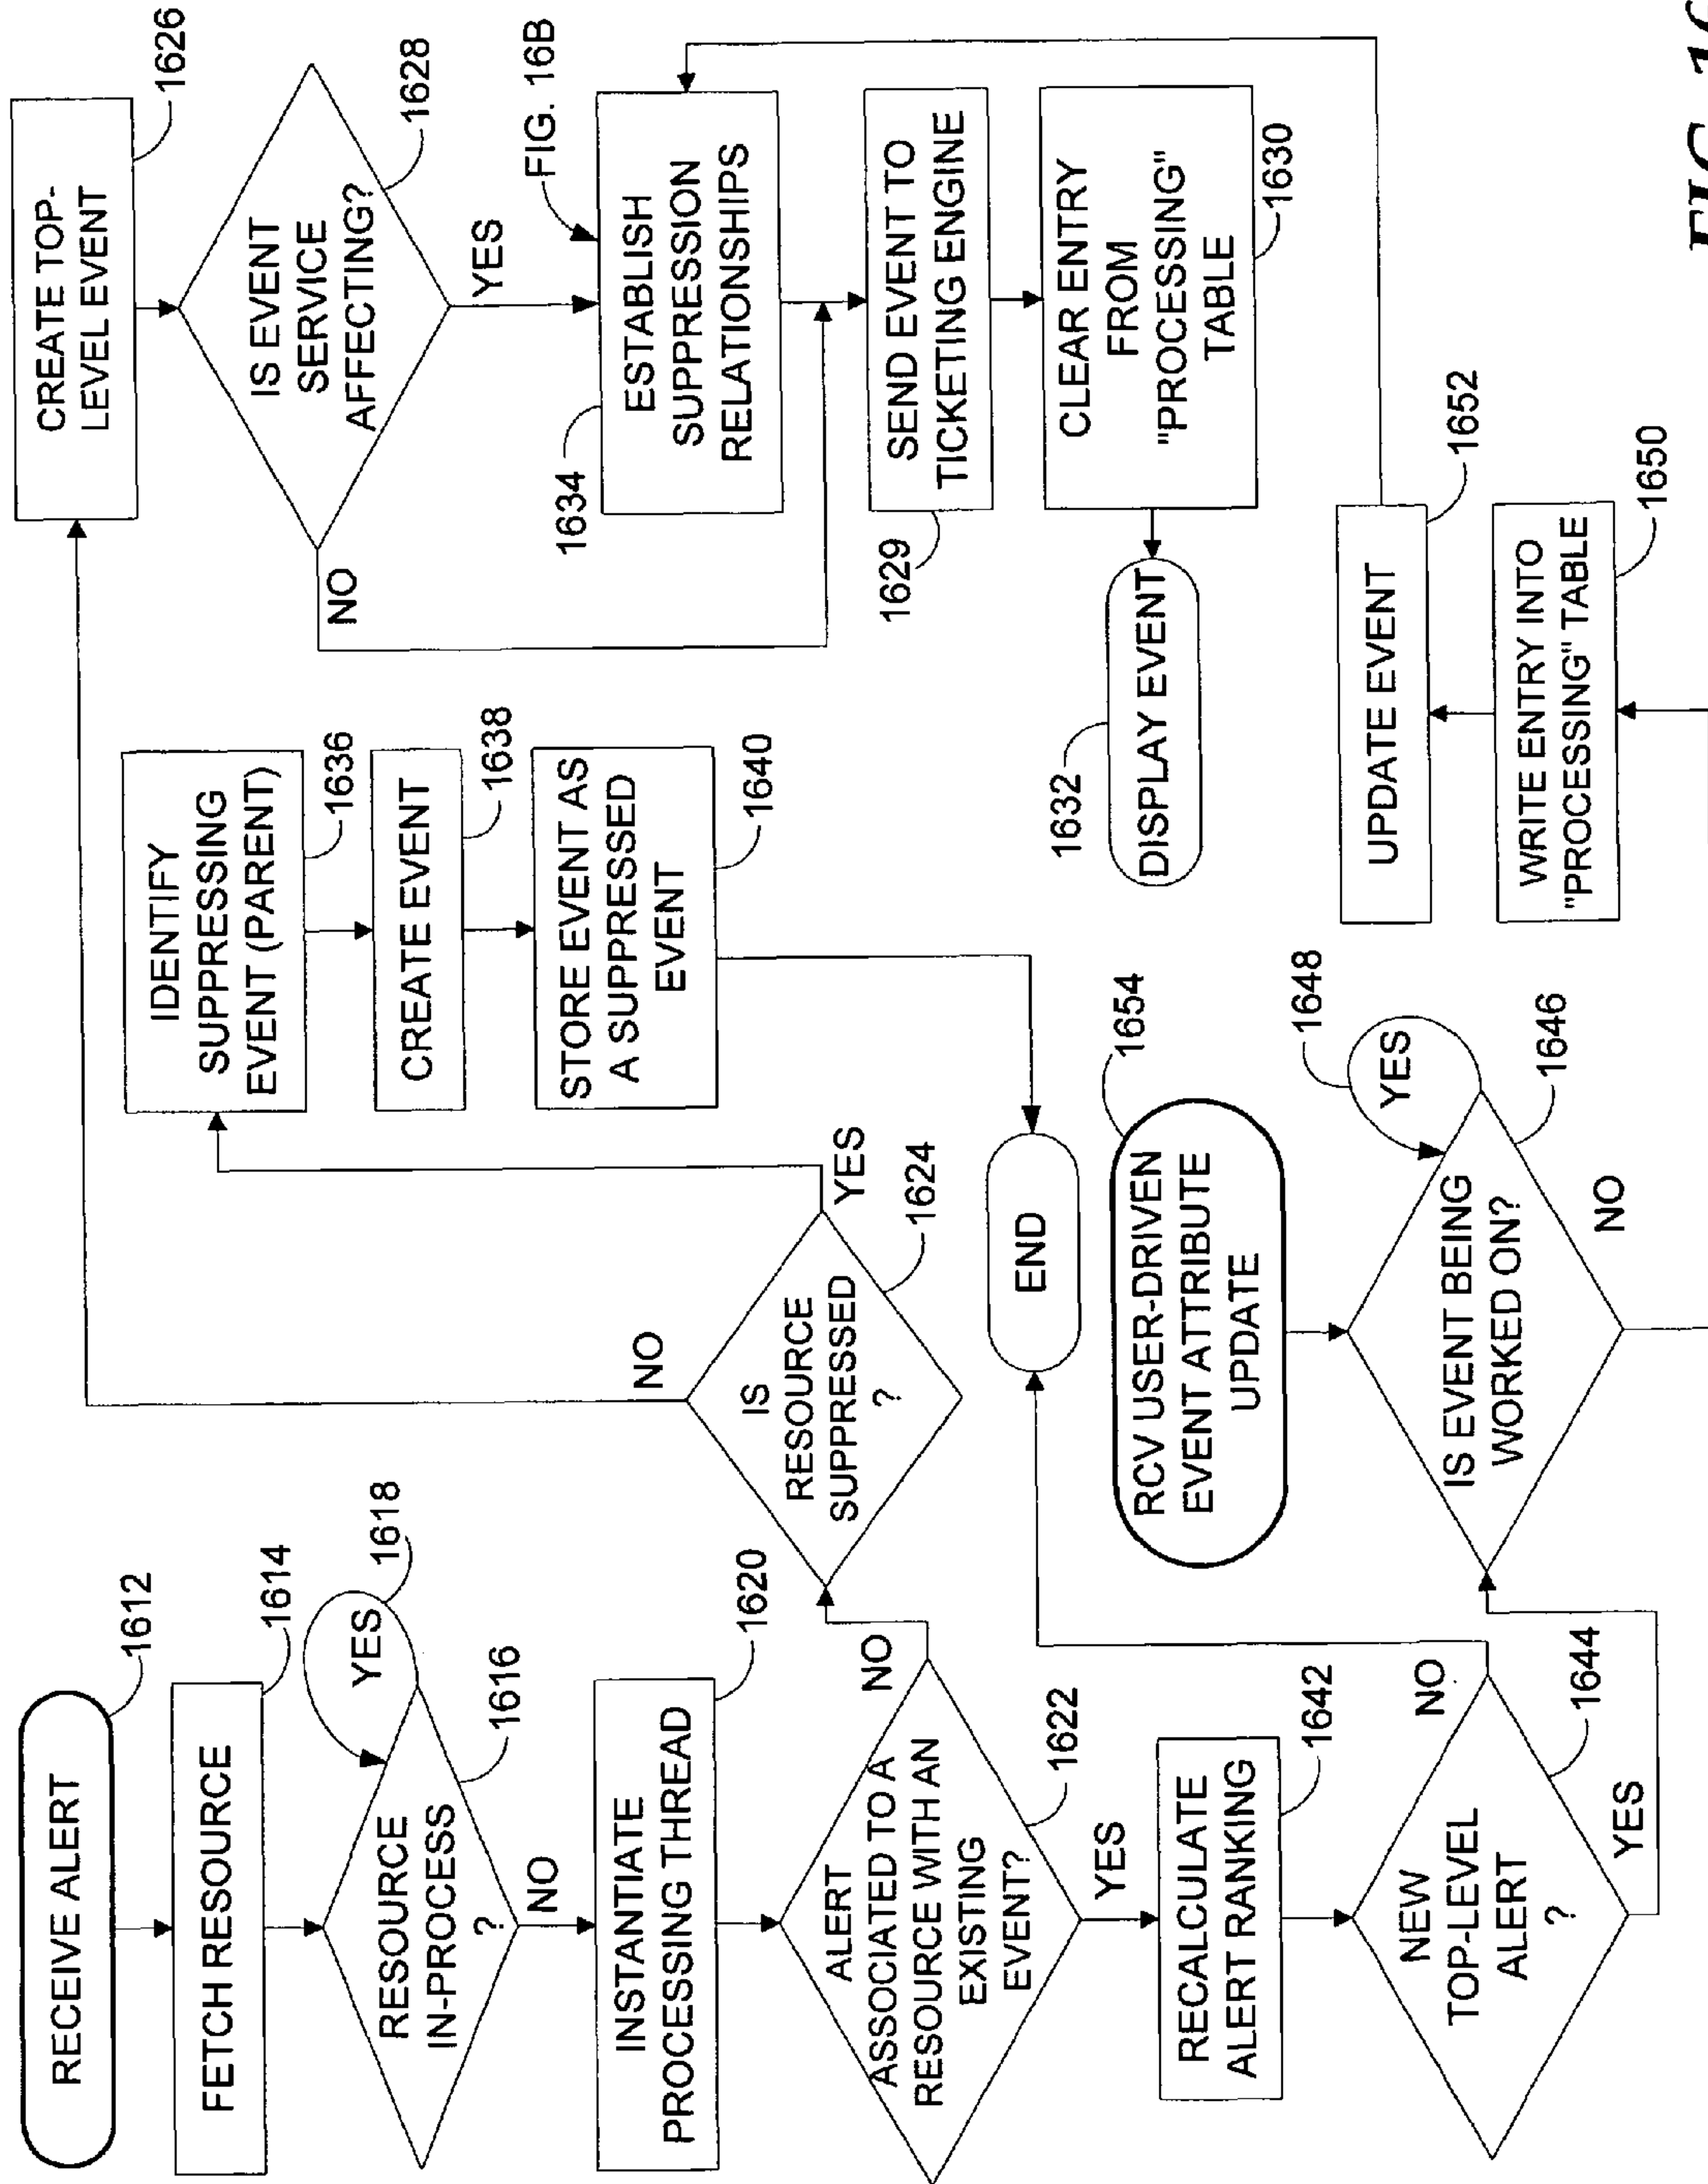 RECEIVE ALERT
1612
FETCH RESOURCE
1614
RESOURCE
IN-PROCESS
?
1616
YES
1618
NO
INSTANTIATE
PROCESSING THREAD
1620
ALERT
ASSOCIATED TO A
RESOURCE WITH AN
EXISTING
EVENT?
1622
NO
YES
RECALCULATE
ALERT RANKING
1642
NEW
TOP-LEVEL
ALERT
?
1644
NO
YES
IS
RESOURCE
SUPPRESSED
?
1624
NO
YES
IDENTIFY
SUPPRESSING
EVENT (PARENT)
1636
CREATE EVENT
1638
STORE EVENT AS
A SUPPRESSED
EVENT
1640
END
RCV USER-DRIVEN
EVENT ATTRIBUTE
UPDATE
1654
IS EVENT BEING
WORKED ON?
1646
YES
1648
NO
CREATE TOP-
LEVEL EVENT
1626
IS EVENT
SERVICE
AFFECTING?
1628
NO
YES
FIG. 16B
ESTABLISH
SUPPRESSION
RELATIONSHIPS
1634
SEND EVENT TO
TICKETING ENGINE
1629
CLEAR ENTRY
FROM
"PROCESSING"
TABLE
1630
DISPLAY EVENT
1632
UPDATE EVENT
1652
WRITE ENTRY INTO
"PROCESSING" TABLE
1650